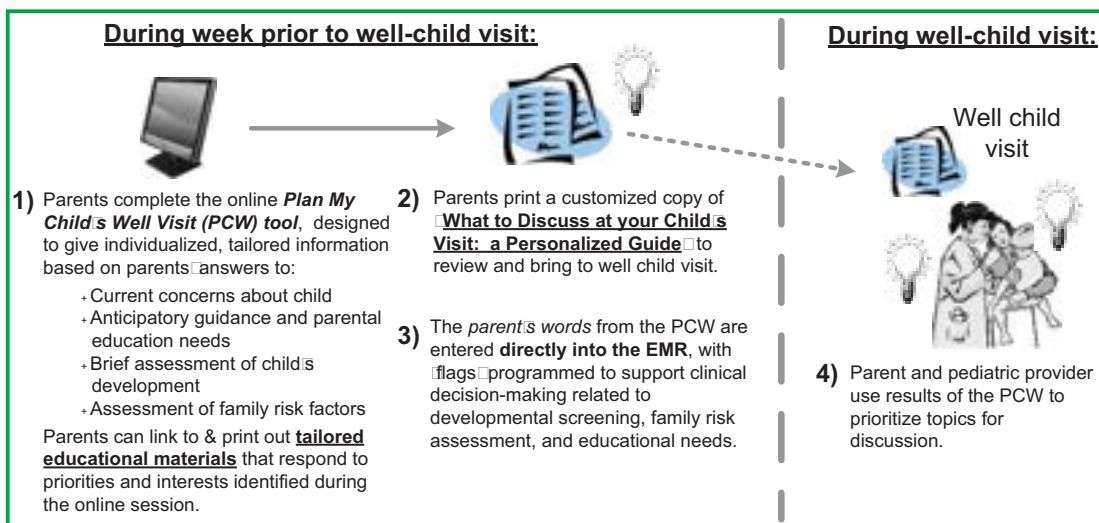 During week prior to well-child visit:
1) Parents complete the online Plan My
Child□s Well Visit (PCW) tool, designed
to give individualized, tailored information
based on parents□answers to:
+ Current concerns about child
+ Anticipatory guidance and parental
education needs
+ Brief assessment of child□s
development
+ Assessment of family risk factors
Parents can link to & print out tailored
educational materials that respond to
priorities and interests identified during
the online session.
2) Parents print a customized copy of
□What to Discuss at your Child□s
Visit: a Personalized Guide□to
review and bring to well child visit.
3) The parent□s words from the PCW are
entered directly into the EMR, with
□flags□programmed to support clinical
decision-making related to
developmental screening, family risk
assessment, and educational needs.
During well-child visit:
Well child
visit
4) Parent and pediatric provider
use results of the PCW to
prioritize topics for
discussion.